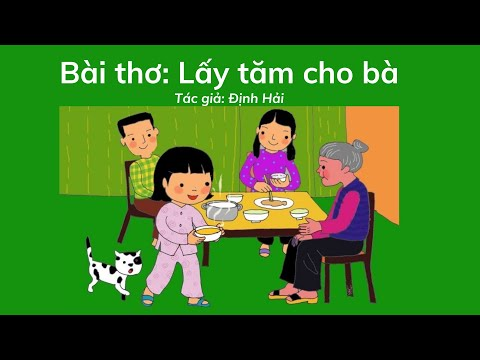 Bài thơ: Lấy tăm cho bà
Tác giả: Định Hải